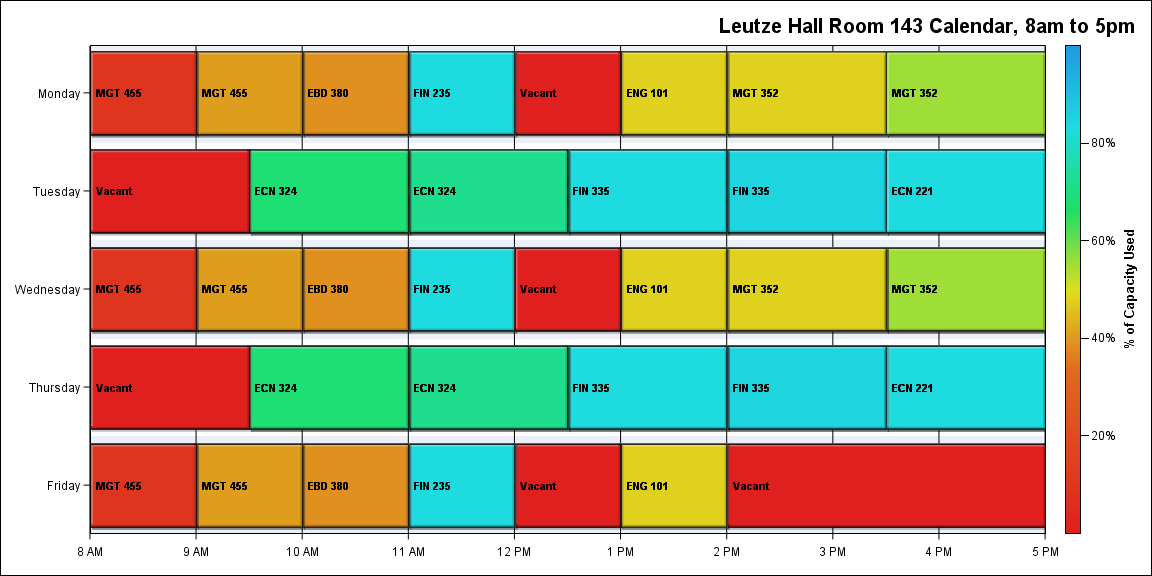 Leutze Hall Room 143 Calendar, 8am to 5pm
Monday MGT 455 MGT 455 EBD 380 FIN 235 Vacant ENG 101 MGT 352 MGT 352
80%
Tuesday Vacant ECN 324 ECN 324 FIN 335 FIN 335 ECN 221
60%
Wednesday MGT 455 MGT 455 EBD 380 FIN 235 Vacant ENG 101 MGT 352 MGT 352
% of Capacity Used
40%
Thursday Vacant ECN 324 ECN 324 FIN 335 FIN 335 ECN 221
20%
Friday MGT 455 MGT 455 EBD 380 FIN 235 Vacant ENG 101 Vacant
8 AM 9 AM 10 AM 11 AM 12 PM 1 PM 2 PM 3 PM 4 PM 5 PM